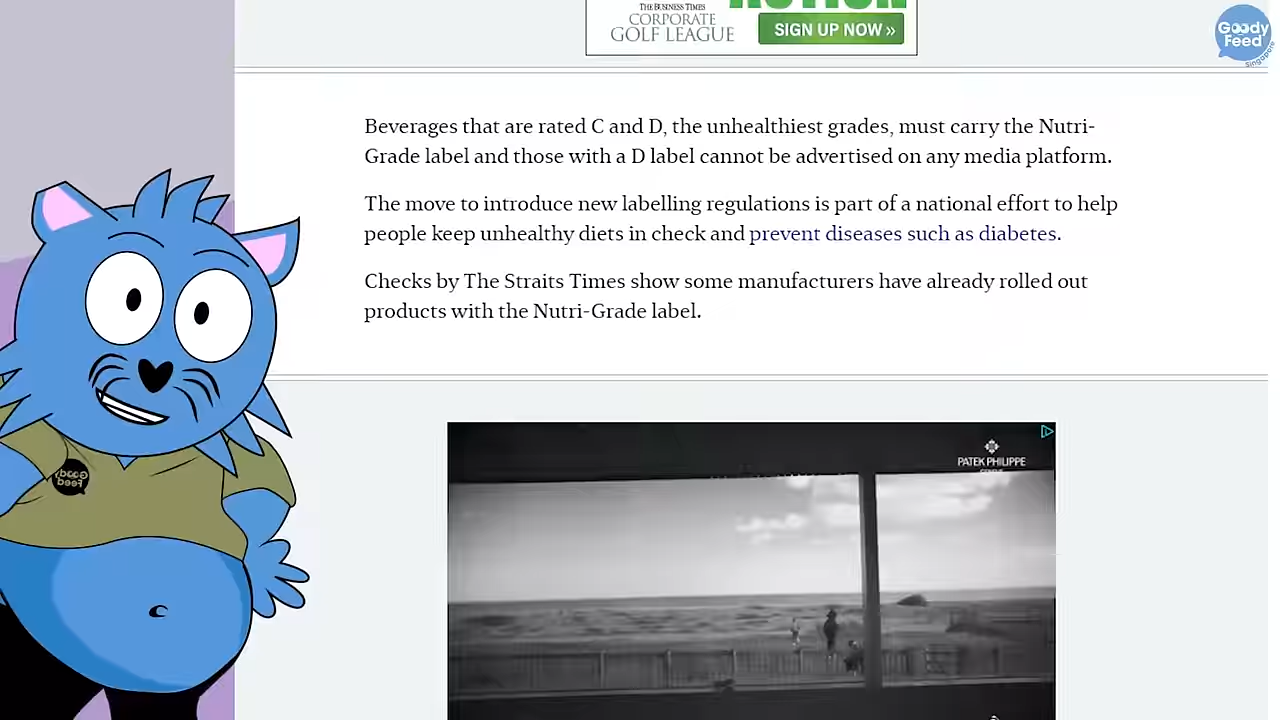 THE BUSINESS TIMES
CORPORATE
GOLF LEAGUE
SIGN UP NOW »
Goody
Feed
Singapore
Beverages that are rated C and D, the unhealthiest grades, must carry the Nutri-
Grade label and those with a D label cannot be advertised on any media platform.
The move to introduce new labelling regulations is part of a national effort to help
people keep unhealthy diets in check and prevent diseases such as diabetes.
Checks by The Straits Times show some manufacturers have already rolled out
products with the Nutri-Grade label.
Goody
Feed
PATEK PHILIPPE
GENEVE